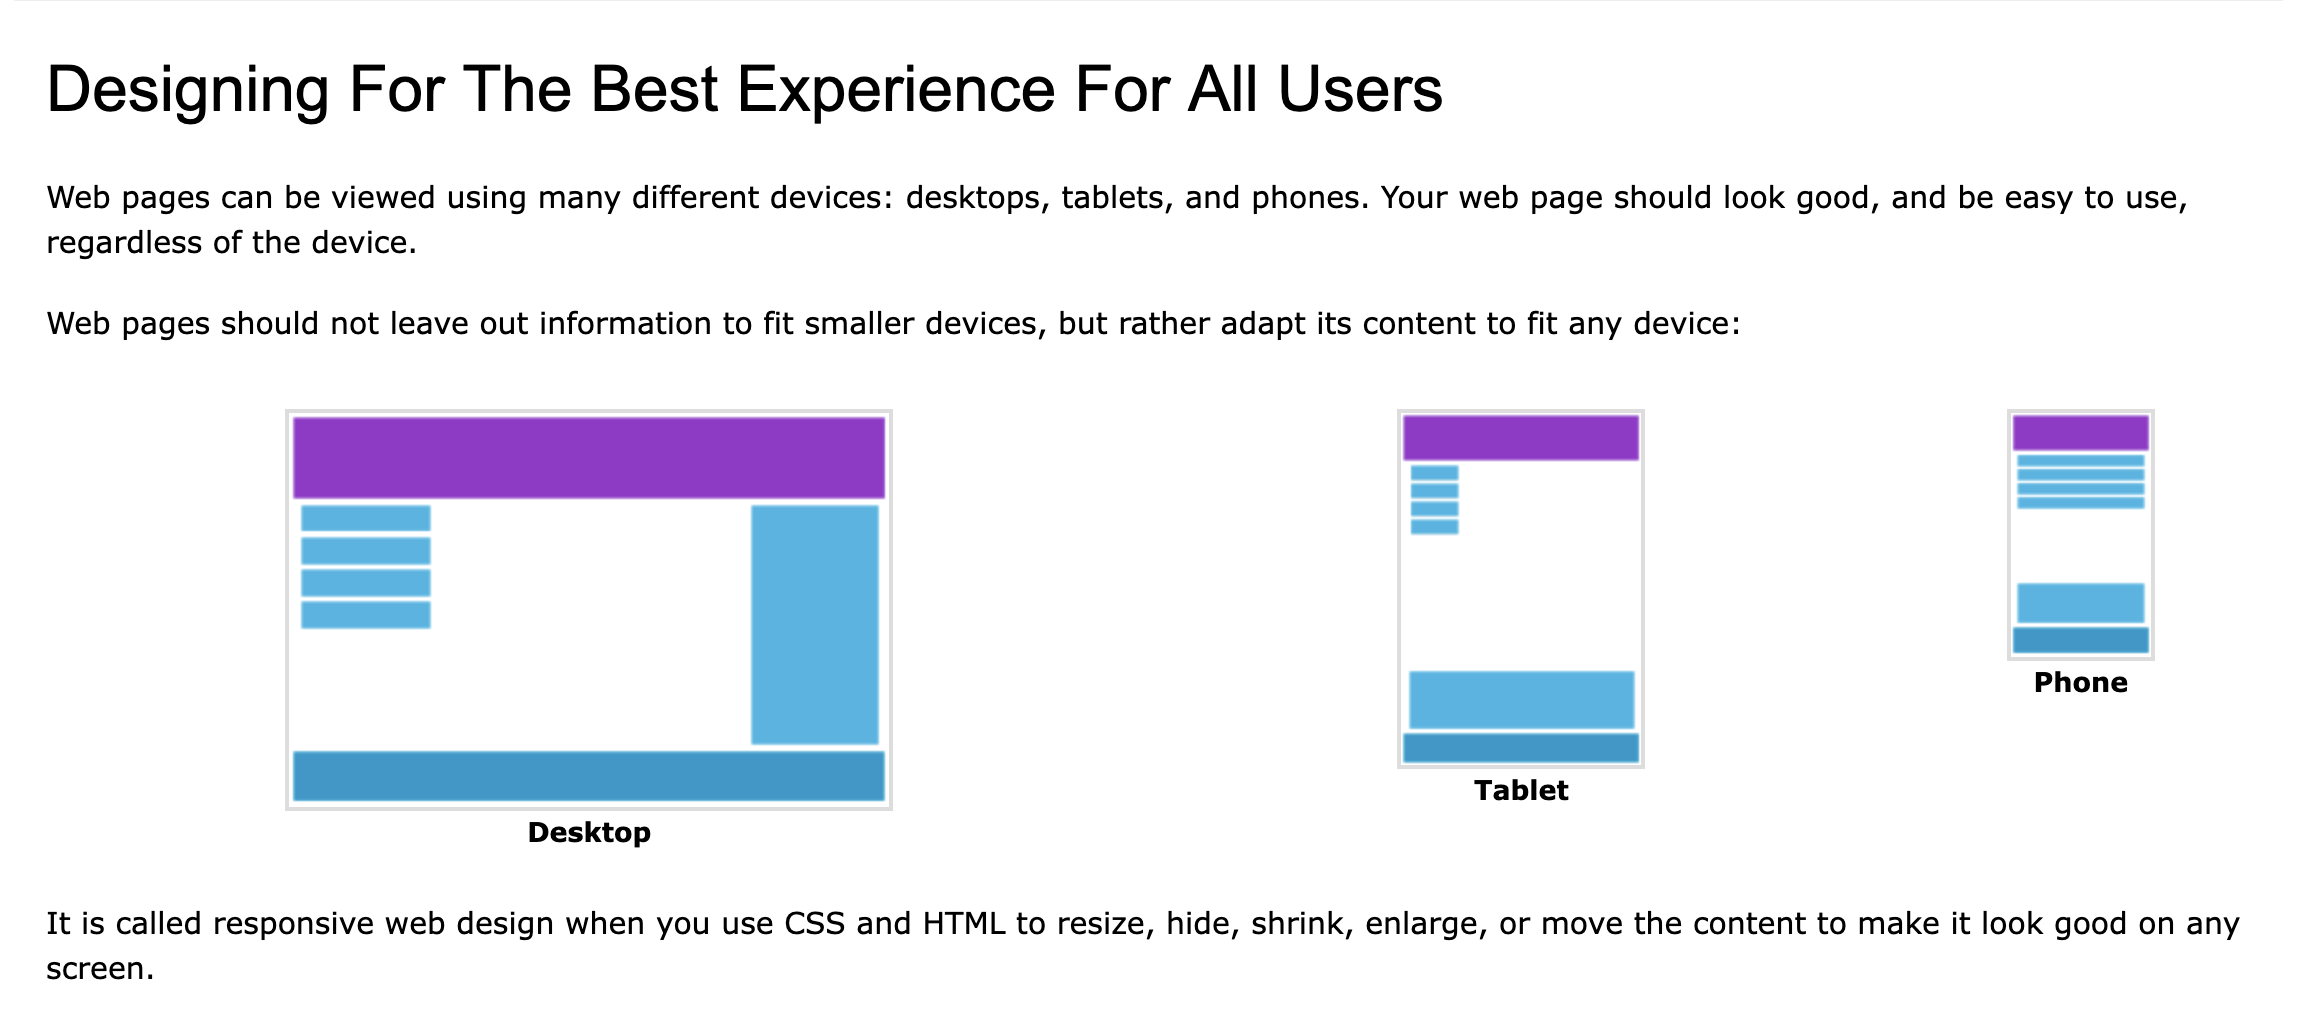 Designing For The Best Experience For All Users
Web pages can be viewed using many different devices: desktops, tablets, and phones. Your web page should look good, and be easy to use,
regardless of the device.
Web pages should not leave out information to fit smaller devices, but rather adapt its content to fit any device:
Desktop
Tablet
Phone
It is called responsive web design when you use CSS and HTML to resize, hide, shrink, enlarge, or move the content to make it look good on any
screen.